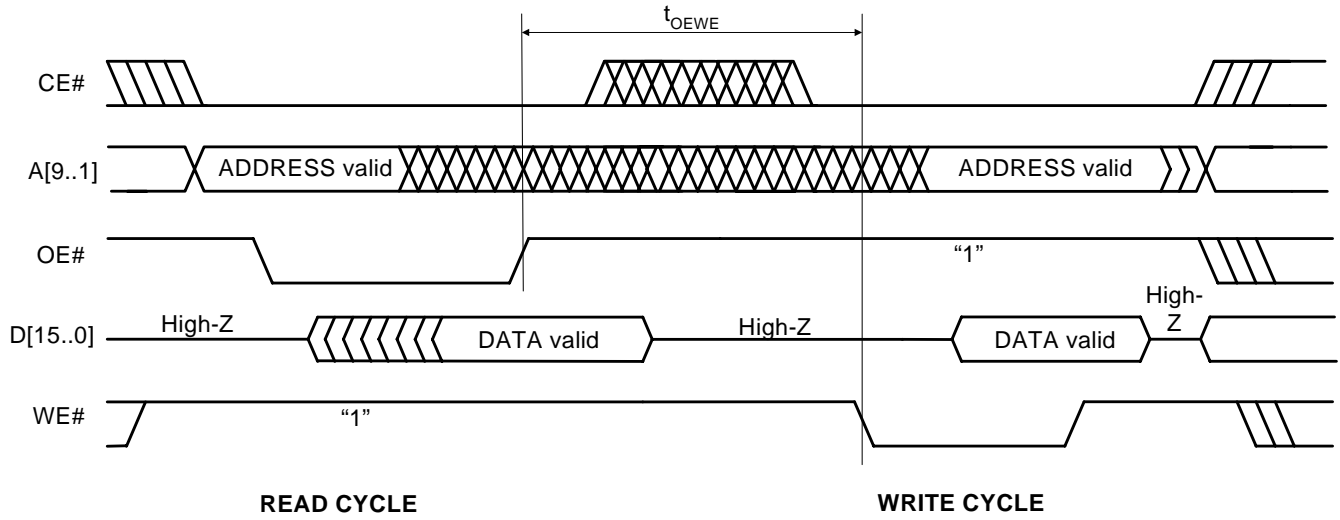 tOEWE
CE#
A[9..1]
ADDRESS valid
ADDRESS valid
OE#
“1”
D[15..0]
High-Z
DATA valid
High-Z
DATA valid
High-
Z
WE#
“1”
READ CYCLE
WRITE CYCLE